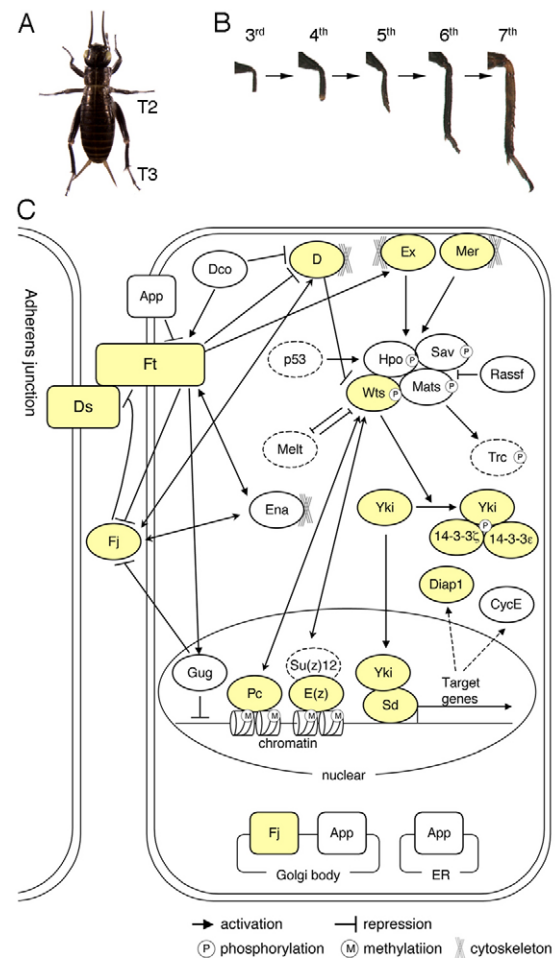 A
T2
T3
B
3rd
4th
5th
6th
7th
C
Adherens junction
App
Dco
D
Ex
Mer
Ft
Ds
p53
Hpo
P
Sav
P
Rassf
Wts
P
Mats
P
Melt
Trc
P
Ena
Fj
Yki
Yki
P
14-3-3ζ
14-3-3ε
Diap1
CycE
Gug
Su(z)12
Pc
E(z)
Yki
Sd
Target
genes
M
M
M
M
chromatin
nuclear
Fj
App
App
Golgi body
ER
activation
repression
P phosphorylation
M methylatiion
cytoskeleton